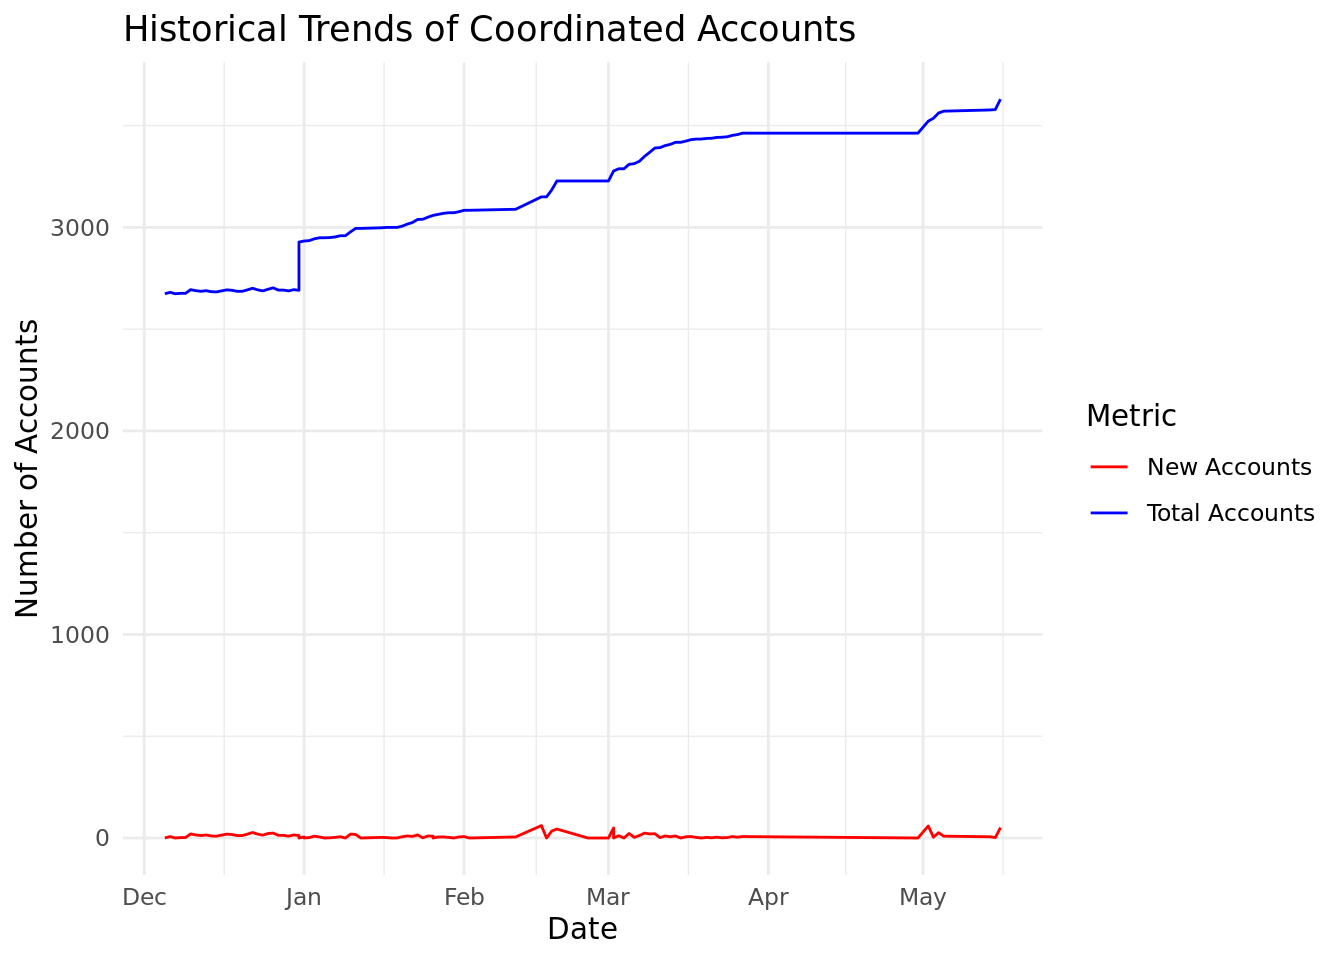 Historical Trends of Coordinated Accounts
Number of Accounts
3000
2000
1000
0
Dec
Jan
Feb
Mar
Apr
May
Date
Metric
New Accounts
Total Accounts